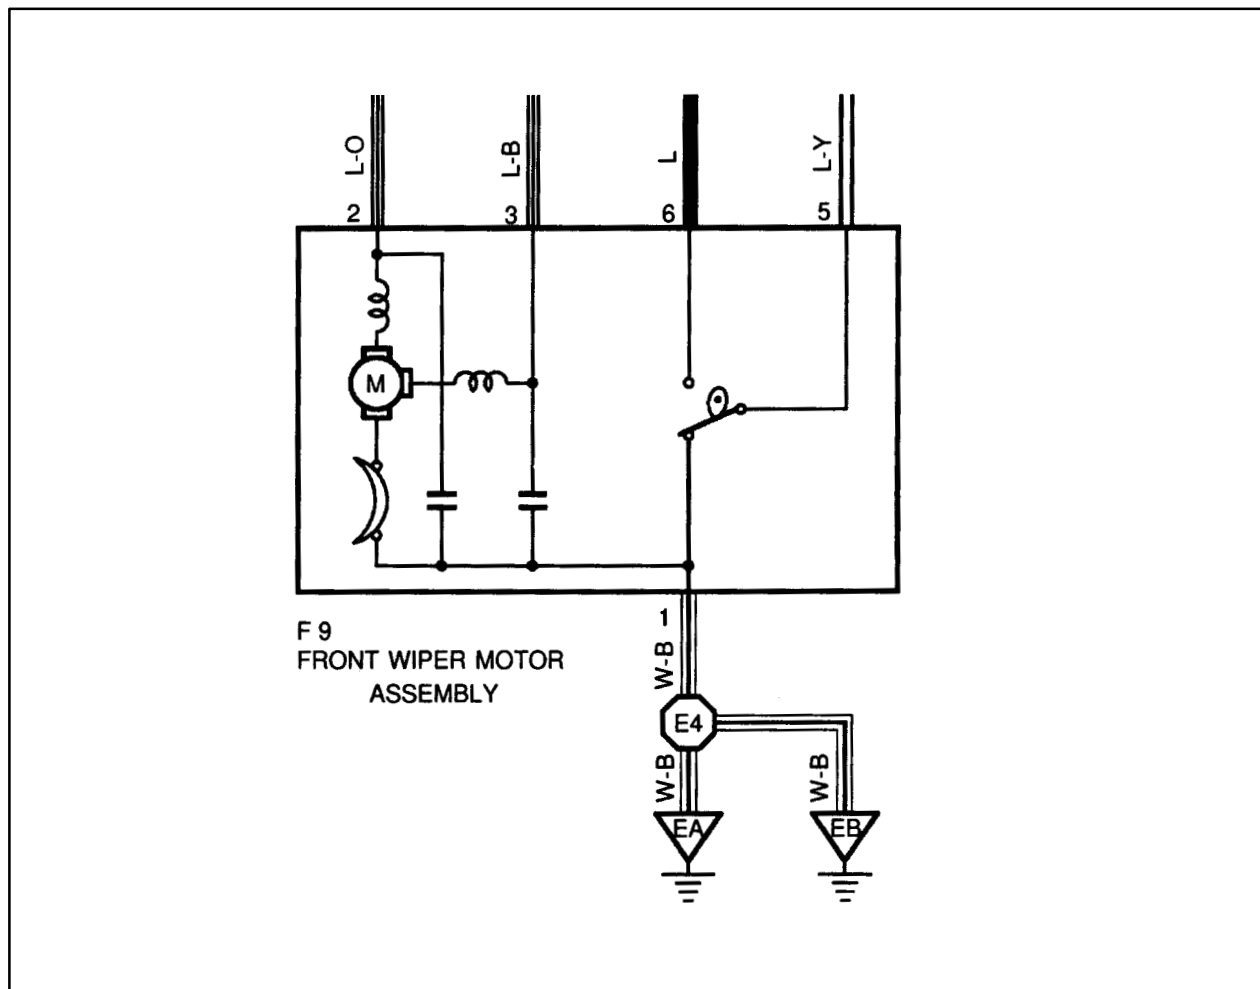 L-O
L-B
L
L-Y
2
3
6
5
M
1
F 9
FRONT WIPER MOTOR
ASSEMBLY
W-B
E4
W-B
W-B
EA
EB